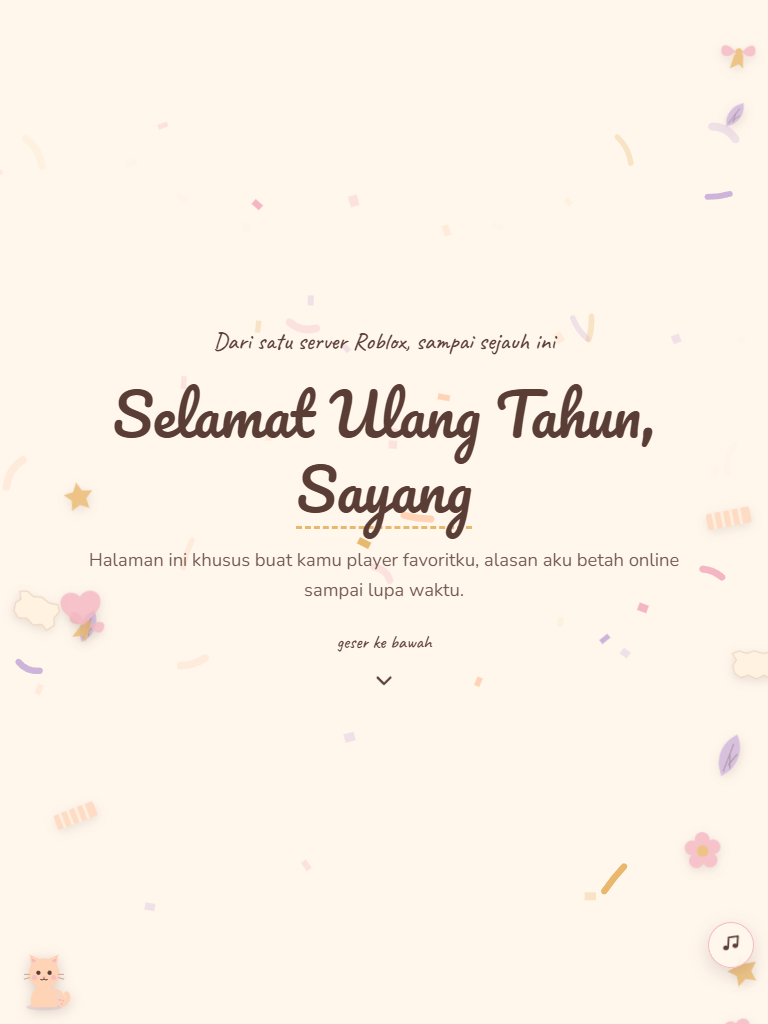 Dari satu server Roblox, sampai sejauh ini
Selamat Ulang Tahun,
Sayang
Halaman ini khusus buat kamu player favoritku, alasan aku betah online
sampai lupa waktu.
geser ke bawah